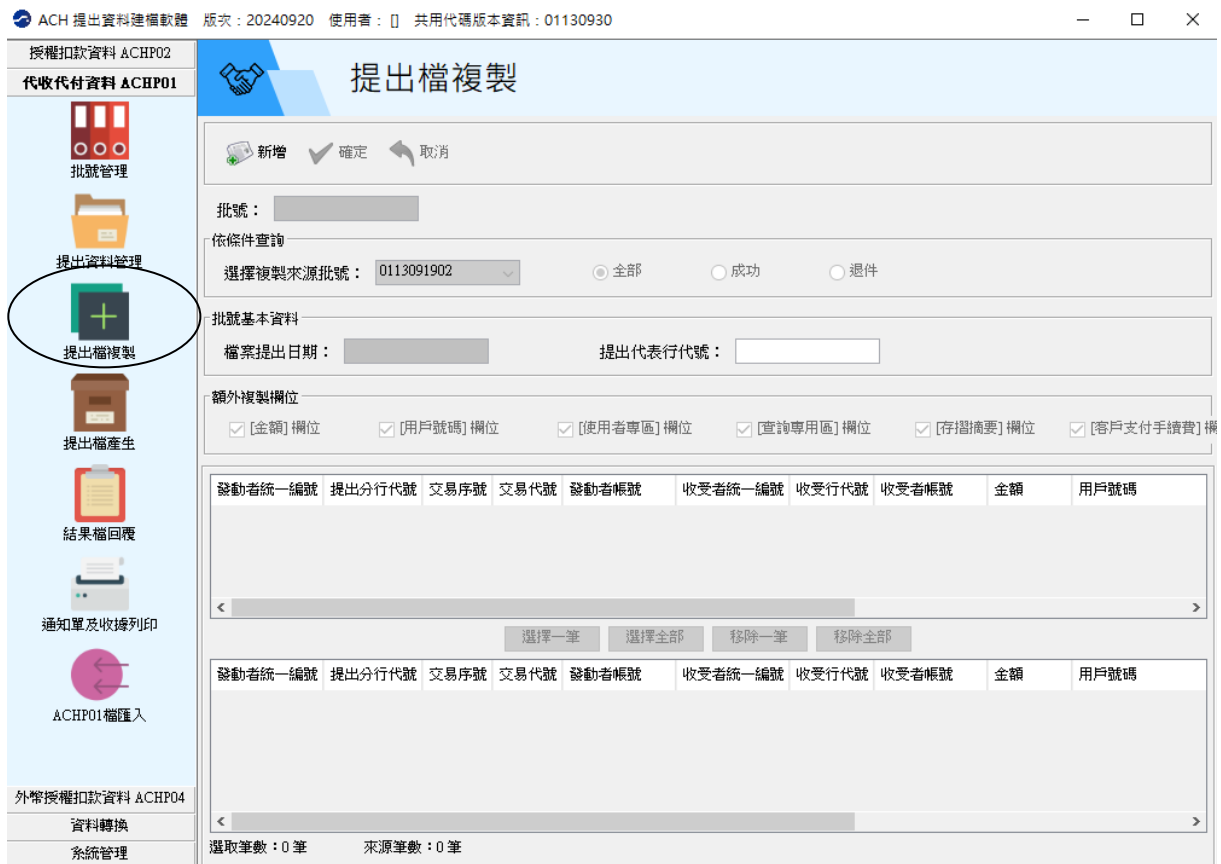 ACH 提出資料建檔軟體 版次：20240920 使用者：[] 共用代碼版本資訊：01130930
授權扣款資料 ACHP02
代收代付資料 ACHP01
批號管理
提出資料管理
提出檔複製
提出檔產生
結果檔回覆
通知單及收據列印
ACHP01檔匯入
外幣授權扣款資料 ACHP04
資料轉換
系統管理
提出檔複製
新增 確定 取消
批號：
依條件查詢
選擇複製來源批號： 0113091902 全部 成功 退件
批號基本資料
檔案提出日期： 提出代表行代號：
額外複製欄位
[金額] 欄位 [用戶號碼] 欄位 [使用者專區] 欄位 [查詢專用區] 欄位 [存摺摘要] 欄位 [客戶支付手續費] 欄
發動者統一編號 提出分行代號 交易序號 交易代號 發動者帳號 收受者統一編號 收受行代號 收受者帳號 金額 用戶號碼
選擇一筆 選擇全部 移除一筆 移除全部
發動者統一編號 提出分行代號 交易序號 交易代號 發動者帳號 收受者統一編號 收受行代號 收受者帳號 金額 用戶號碼
選取筆數：0 筆 來源筆數：0 筆